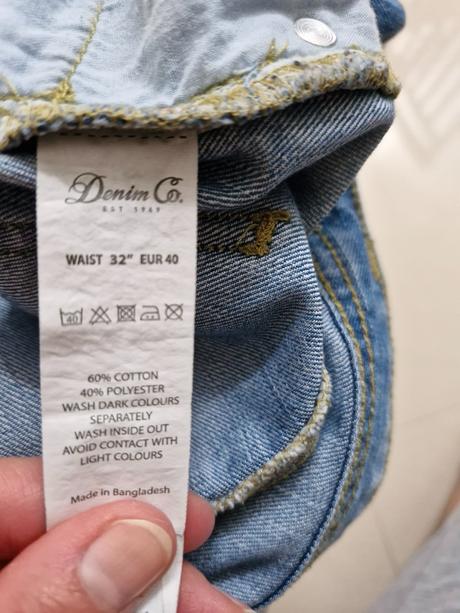 Denim Co.
EST 1969
WAIST 32" EUR 40
40
60% COTTON
40% POLYESTER
WASH DARK COLOURS
SEPARATELY
WASH INSIDE OUT
AVOID CONTACT WITH
LIGHT COLOURS
Made in Bangladesh